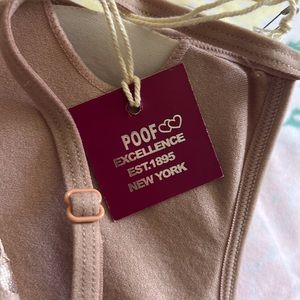 POOF
EXCELLENCE
EST.1895
NEW YORK